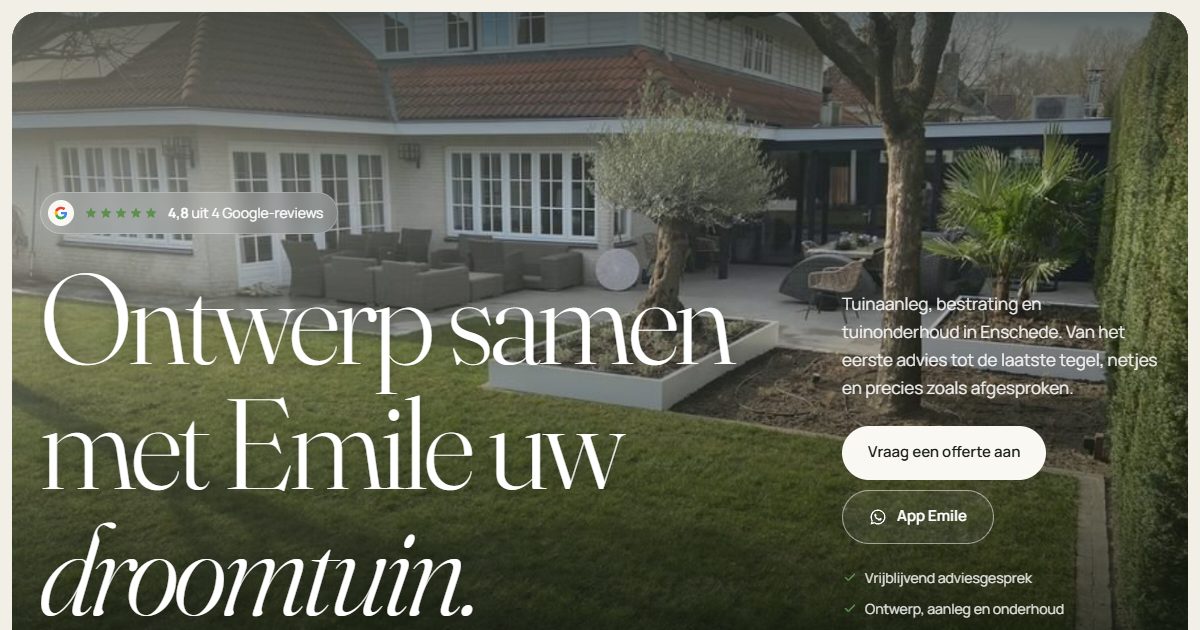 4,8 uit 4 Google-reviews
Ontwerp samen
met Emile uw
droomtuin.
Tuinaanleg, bestrating en
tuinonderhoud in Enschede. Van het
eerste advies tot de laatste tegel, netjes
en precies zoals afgesproken.
Vraag een offerte aan
App Emile
Vrijblijvend adviesgesprek
Ontwerp, aanleg en onderhoud